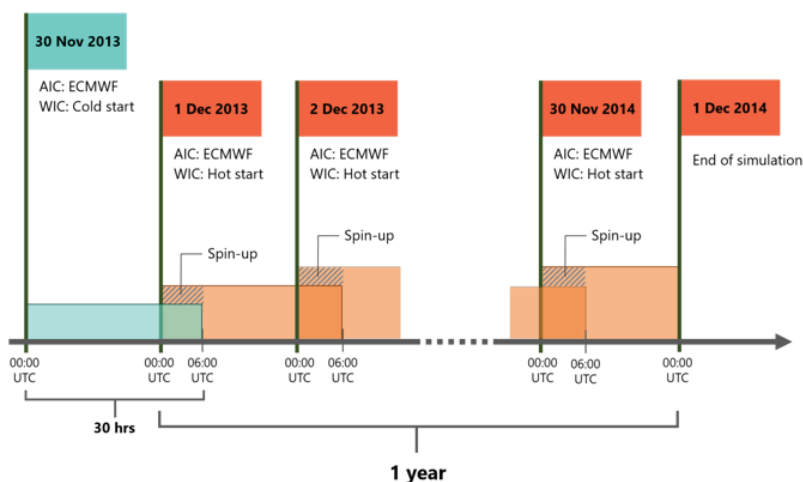 30 Nov 2013
AIC: ECMWF
WIC: Cold start
1 Dec 2013
AIC: ECMWF
WIC: Hot start
2 Dec 2013
AIC: ECMWF
WIC: Hot start
30 Nov 2014
AIC: ECMWF
WIC: Hot start
1 Dec 2014
End of simulation
Spin-up
Spin-up
Spin-up
00:00
UTC
00:00
UTC
06:00
UTC
00:00
UTC
06:00
UTC
00:00
UTC
06:00
UTC
00:00
UTC
30 hrs
1 year